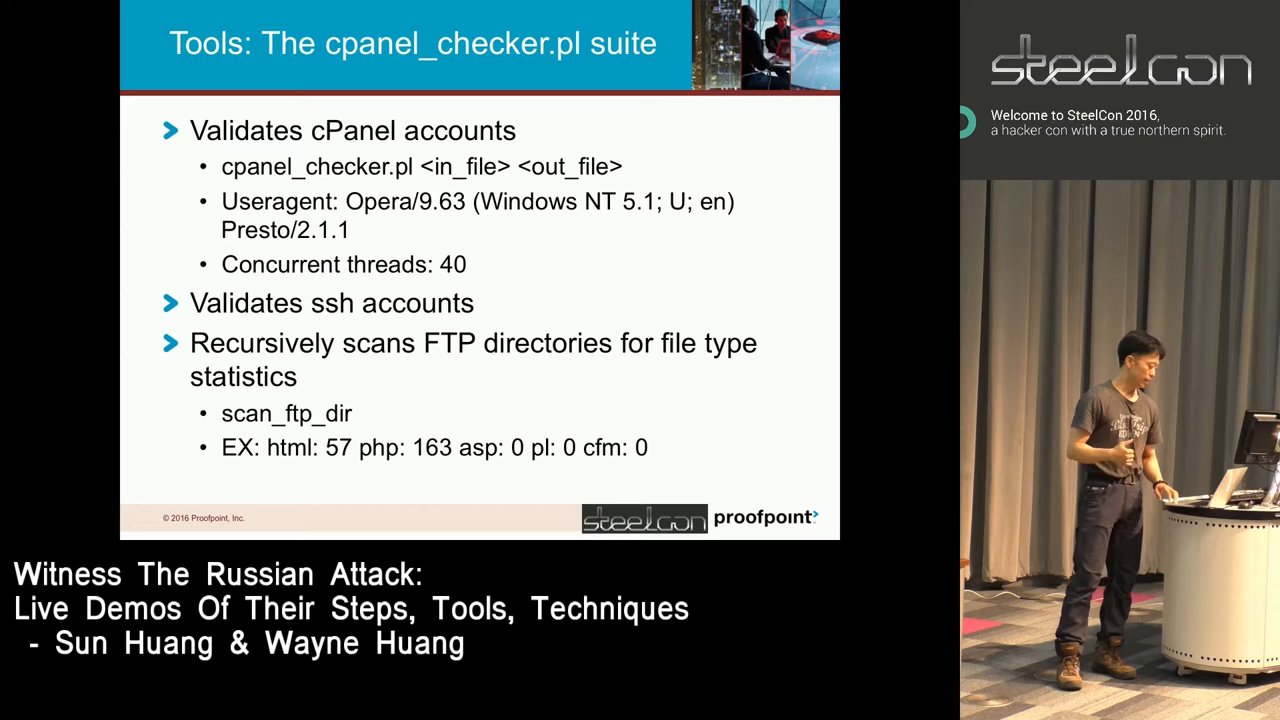 Tools: The cpanel_checker.pl suite
Validates cPanel accounts
cpanel_checker.pl <in_file> <out_file>
Useragent: Opera/9.63 (Windows NT 5.1; U; en)
Presto/2.1.1
Concurrent threads: 40
Validates ssh accounts
Recursively scans FTP directories for file type
statistics
scan_ftp_dir
EX: html: 57 php: 163 asp: 0 pl: 0 cfm: 0
© 2016 Proofpoint, Inc.
steelcon
proofpoint
steelcon
Welcome to SteelCon 2016,
a hacker con with a true northern spirit.
Witness The Russian Attack:
Live Demos Of Their Steps, Tools, Techniques
- Sun Huang & Wayne Huang